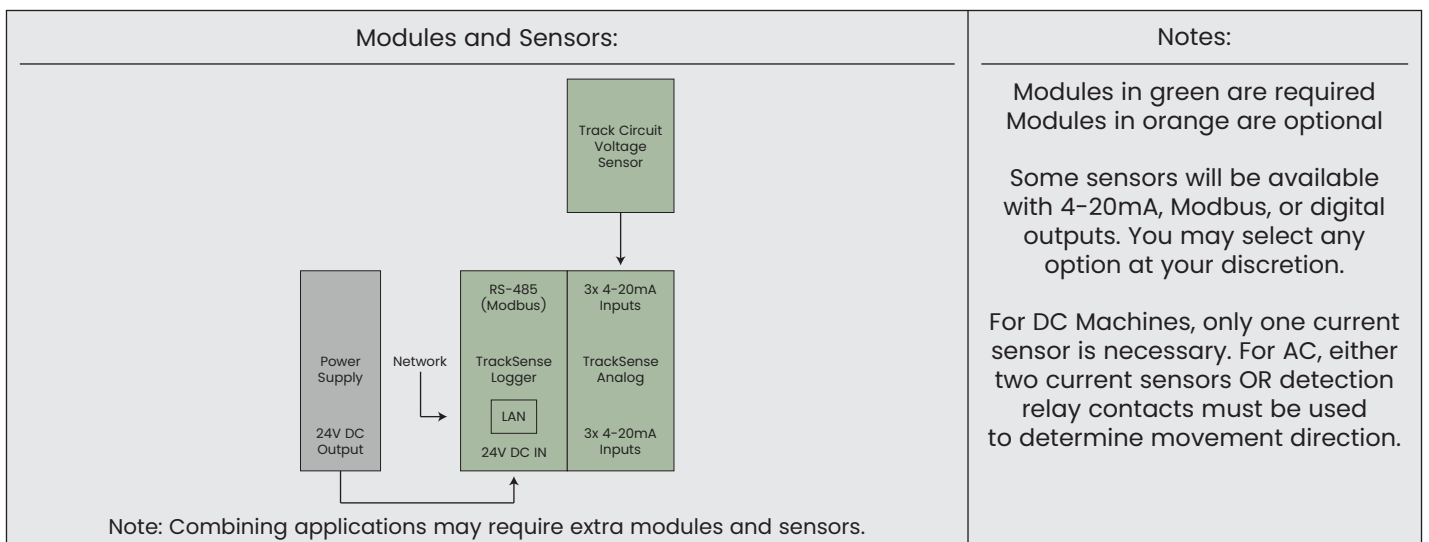 Modules and Sensors:
Track Circuit
Voltage
Sensor
RS-485
(Modbus)
3x 4-20mA
Inputs
Power
Supply
Network
TrackSense
Logger
TrackSense
Analog
LAN
24V DC
Output
24V DC IN
3x 4-20mA
Inputs
Note: Combining applications may require extra modules and sensors.
Notes:
Modules in green are required
Modules in orange are optional
Some sensors will be available
with 4-20mA, Modbus, or digital
outputs. You may select any
option at your discretion.
For DC Machines, only one current
sensor is necessary. For AC, either
two current sensors OR detection
relay contacts must be used
to determine movement direction.